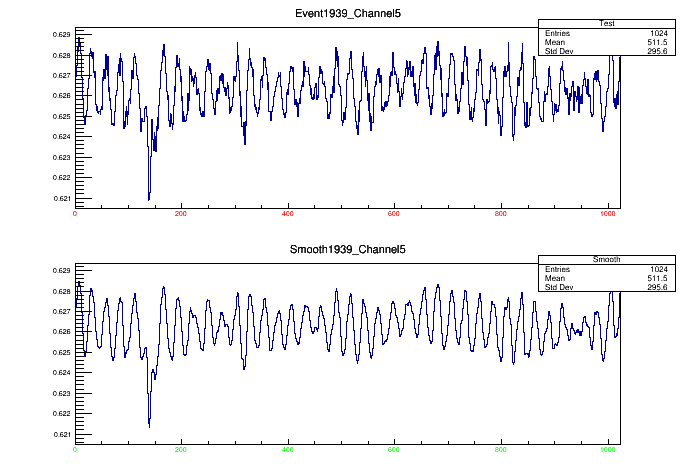 Event1939_Channel5
Test
Entries 1024
Mean 511.5
Std Dev 295.6
0.629
0.628
0.627
0.626
0.625
0.624
0.623
0.622
0.621
0 200 400 600 800 1000
Smooth1939_Channel5
Smooth
Entries 1024
Mean 511.5
Std Dev 295.6
0.629
0.628
0.627
0.626
0.625
0.624
0.623
0.622
0.621
0 200 400 600 800 1000